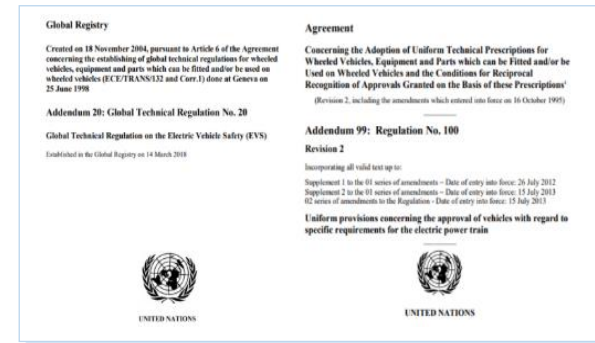 Global Registry
Created on 18 November 2004, pursuant to Article 6 of the Agreement
concerning the establishing of global technical regulations for wheeled
vehicles, equipment and parts which can be fitted and/or be used on
wheeled vehicles (ECE/TRANS/132 and Corr.1) done at Geneva on
25 June 1998
Addendum 20: Global Technical Regulation No. 20
Global Technical Regulation on the Electric Vehicle Safety (EVS)
Established in the Global Registry on 14 March 2018
UNITED NATIONS
Agreement
Concerning the Adoption of Uniform Technical Prescriptions for
Wheeled Vehicles, Equipment and Parts which can be Fitted and/or be
Used on Wheeled Vehicles and the Conditions for Reciprocal
Recognition of Approvals Granted on the Basis of these Prescriptions*
(Revision 2, including the amendments which entered into force on 16 October 1995)
Addendum 99: Regulation No. 100
Revision 2
Incorporating all valid text up to:
Supplement 1 to the 01 series of amendments – Date of entry into force: 26 July 2012
Supplement 2 to the 01 series of amendments – Date of entry into force: 15 July 2013
02 series of amendments to the Regulation - Date of entry into force: 15 July 2013
Uniform provisions concerning the approval of vehicles with regard to
specific requirements for the electric power train
UNITED NATIONS